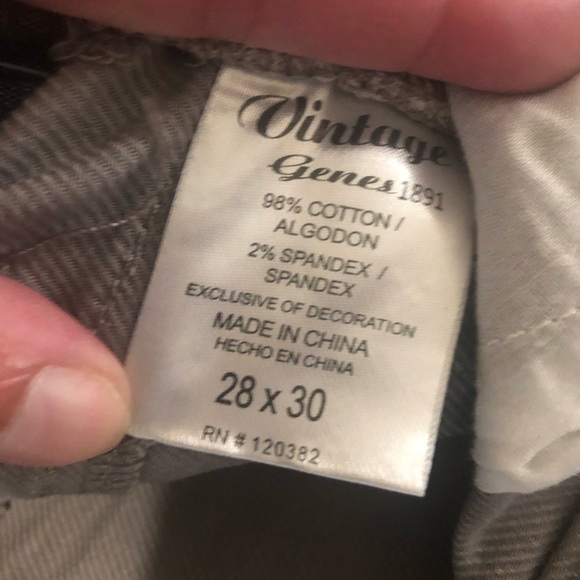 Vintage
Genes 1891
98% COTTON /
ALGODON
2% SPANDEX /
SPANDEX
EXCLUSIVE OF DECORATION
MADE IN CHINA
HECHO EN CHINA
28 x 30
RN # 120382